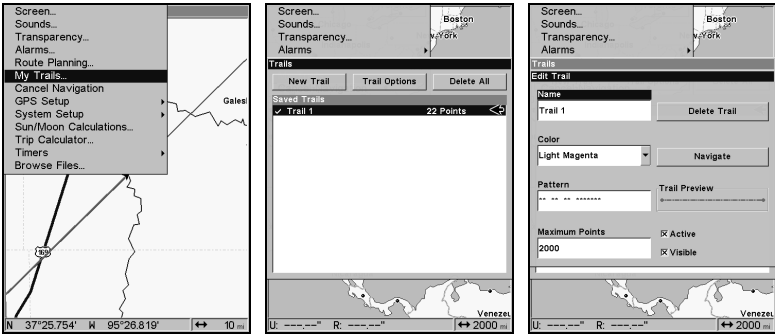 Screen...
Sounds...
Transparency...
Alarms...
Route Planning...
My Trails...
Cancel Navigation
GPS Setup
System Setup
Sun/Moon Calculations...
Trip Calculator...
Timers
Browse Files...
Galesb
169
N 37°25.754' W 95°26.819' ↔ 10 mi
Screen...
Sounds...
Transparency...
Alarms
Boston
w-York
Trails
New Trail Trail Options Delete All
Saved Trails
✓ Trail 1 22 Points
Venezu
U: ---.--" R: ---.--" ↔ 2000 mi
Screen...
Sounds...
Transparency...
Alarms
Boston
w-York
Trails
Edit Trail
Name
Trail 1
Delete Trail
Color
Light Magenta
Navigate
Pattern
** ** ** *******
Trail Preview
Maximum Points
2000
Active
Visible
Venezu
U: ---.--" R: ---.--" ↔ 2000 mi